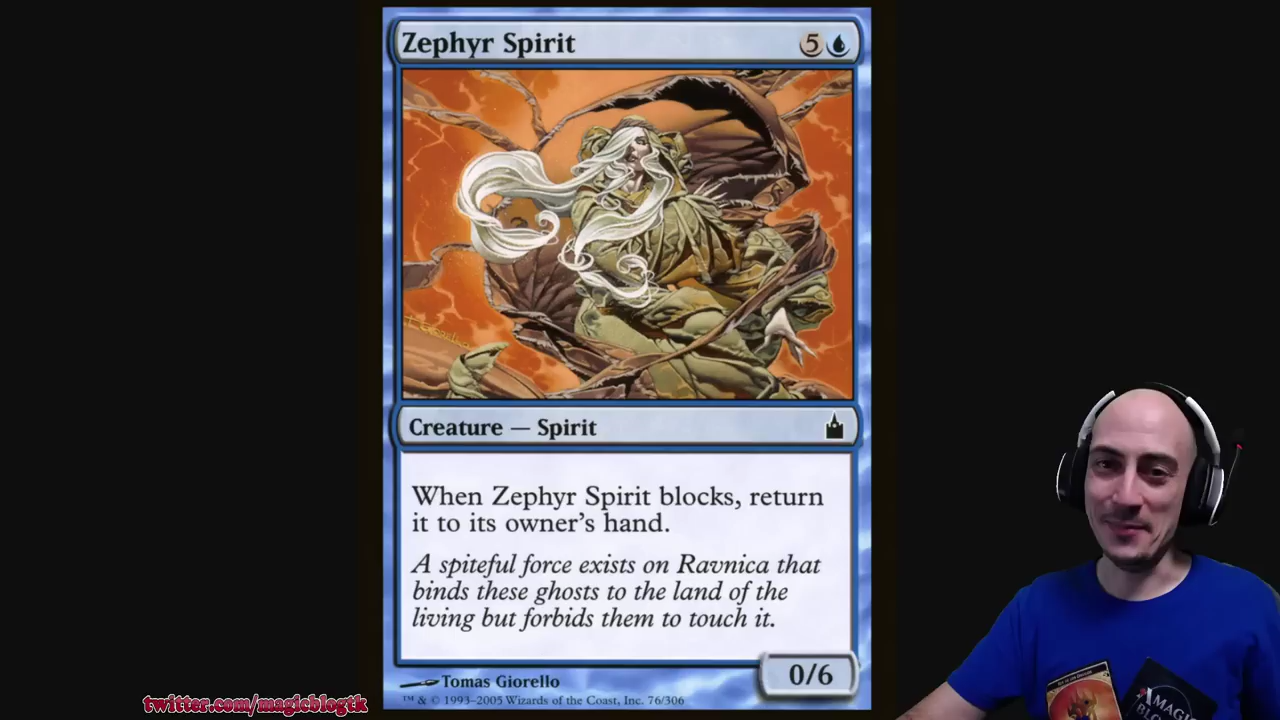 Zephyr Spirit
5
Creature — Spirit
When Zephyr Spirit blocks, return
it to its owner's hand.
A spiteful force exists on Ravnica that
binds these ghosts to the land of the
living but forbids them to touch it.
0/6
Tomas Giorello
™ & © 1993–2005 Wizards of the Coast, Inc. 76/306
twitter.com/magicblogtk
MAGIC